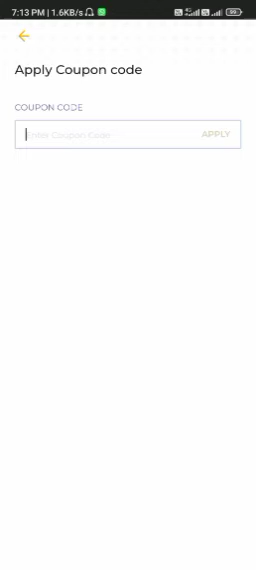 7:13 PM | 1.6KB/s
Apply Coupon code
COUPON CODE
Enter Coupon Code
APPLY